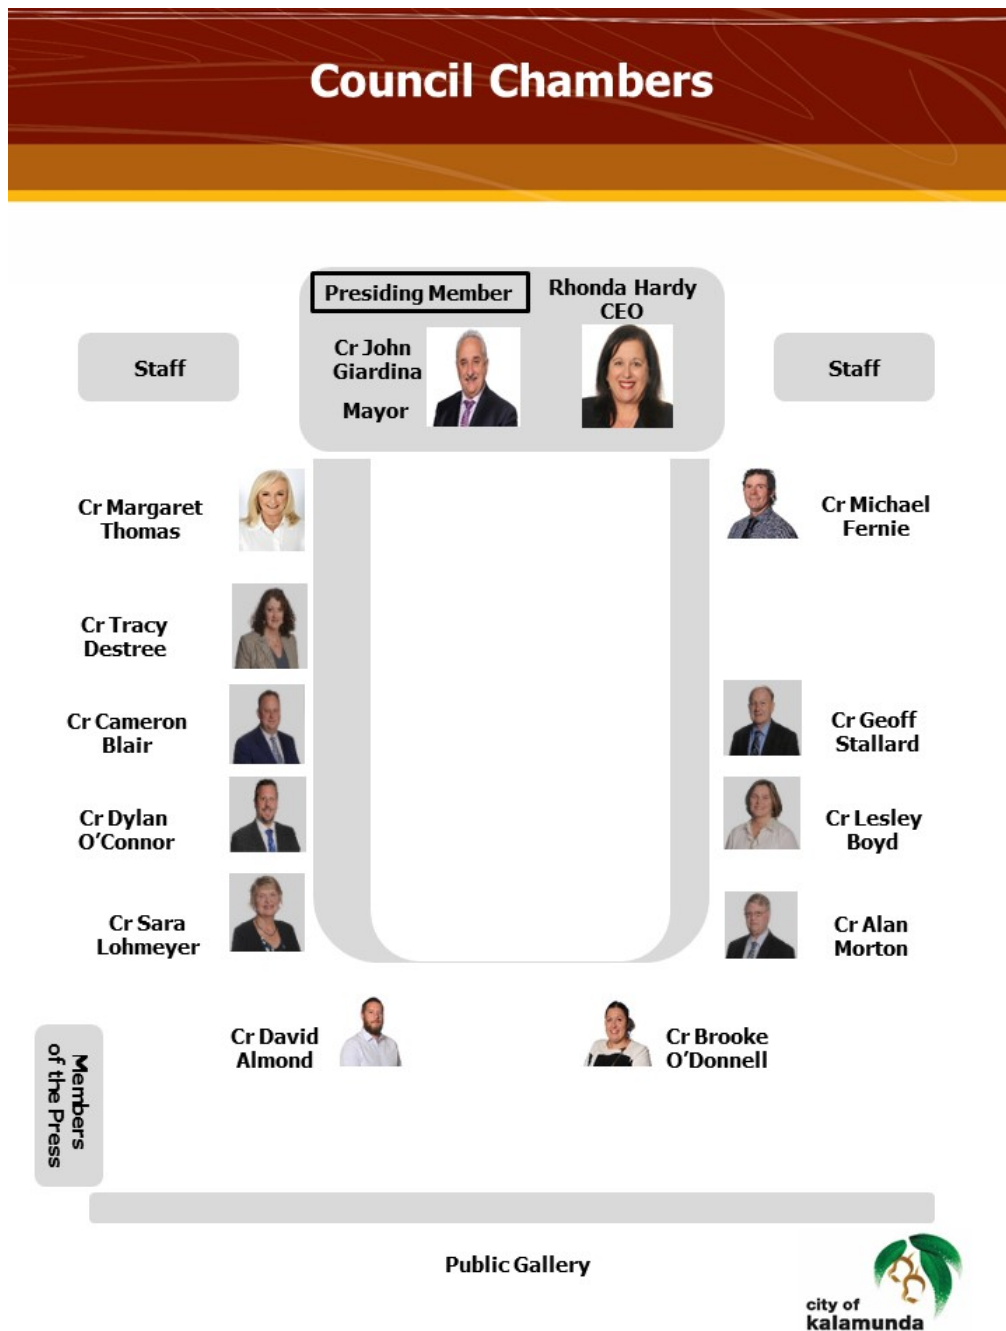 Council Chambers
Presiding Member
Rhonda Hardy
CEO
Cr John
Giardina
Mayor
Staff
Staff
Cr Margaret
Thomas
Cr Michael
Fernie
Cr Tracy
Destree
Cr Cameron
Blair
Cr Geoff
Stallard
Cr Dylan
O'Connor
Cr Lesley
Boyd
Cr Sara
Lohmeyer
Cr Alan
Morton
Cr David
Almond
Cr Brooke
O'Donnell
Members
of the Press
Public Gallery
city of
kalamunda